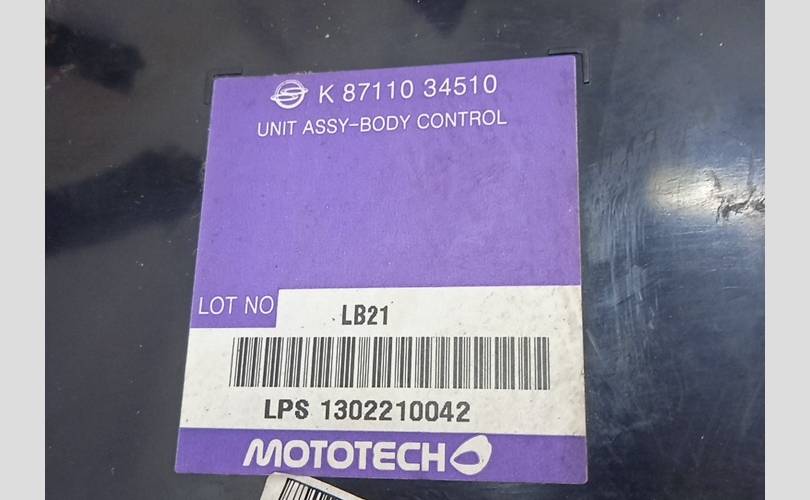 K 87110 34510
UNIT ASSY-BODY CONTROL
LOT NO
LB21
LPS 1302210042
MOTOTECH